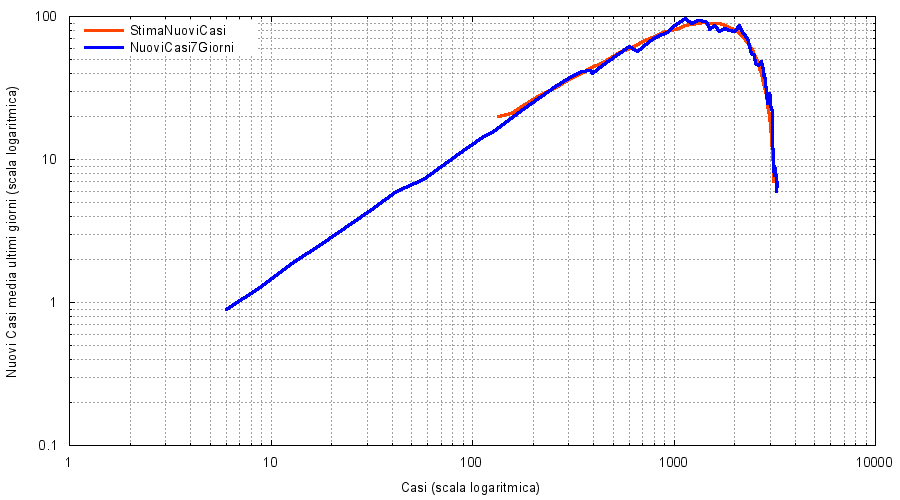 100
StimaNuoviCasi
NuoviCasi7Giorni
10
1
0.1
Nuovi Casi media ultimi giorni (scala logaritmica)
1 10 100 1000 10000
Casi (scala logaritmica)